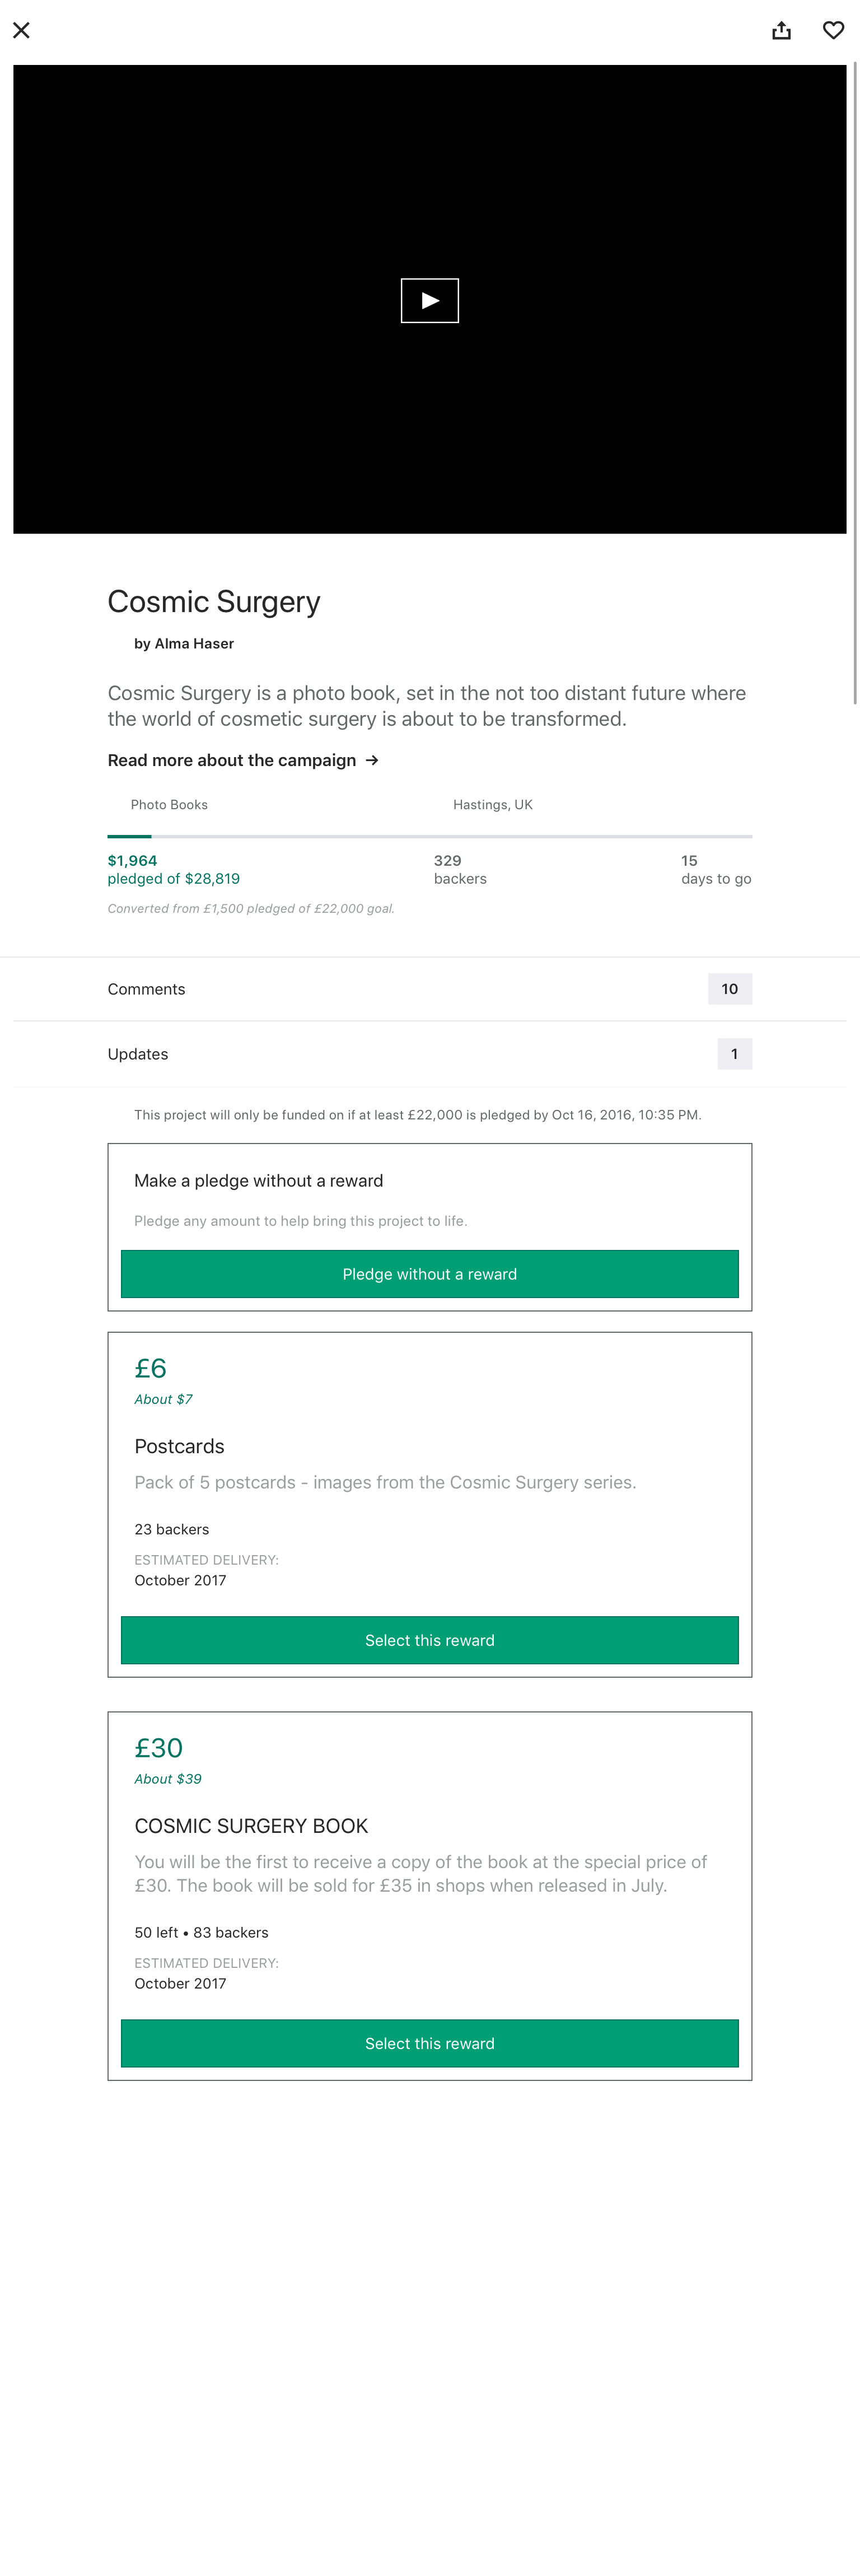 Cosmic Surgery
by Alma Haser
Cosmic Surgery is a photo book, set in the not too distant future where
the world of cosmetic surgery is about to be transformed.
Read more about the campaign →
Photo Books
Hastings, UK
$1,964
pledged of $28,819
329
backers
15
days to go
Converted from £1,500 pledged of £22,000 goal.
Comments
10
Updates
1
This project will only be funded on if at least £22,000 is pledged by Oct 16, 2016, 10:35 PM.
Make a pledge without a reward
Pledge any amount to help bring this project to life.
Pledge without a reward
£6
About $7
Postcards
Pack of 5 postcards - images from the Cosmic Surgery series.
23 backers
ESTIMATED DELIVERY:
October 2017
Select this reward
£30
About $39
COSMIC SURGERY BOOK
You will be the first to receive a copy of the book at the special price of
£30. The book will be sold for £35 in shops when released in July.
50 left • 83 backers
ESTIMATED DELIVERY:
October 2017
Select this reward